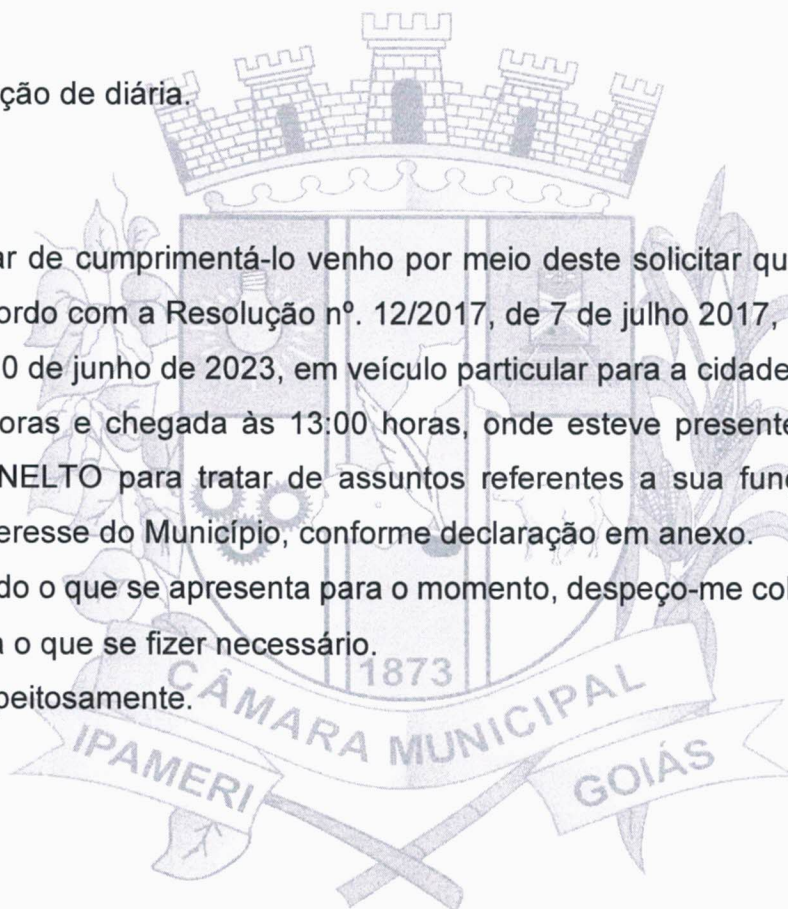 ção de diária.
ar de cumprimentá-lo venho por meio deste solicitar qu
ordo com a Resolução nº. 12/2017, de 7 de julho 2017,
0 de junho de 2023, em veículo particular para a cidade
oras e chegada às 13:00 horas, onde esteve presente
NELTO para tratar de assuntos referentes a sua fun
eresse do Município, conforme declaração em anexo.
do o que se apresenta para o momento, despeço-me co
a o que se fizer necessário.
peitosamente.
1873
CÂMARA MUNICIPAL
IPAMERI
GOIÁS